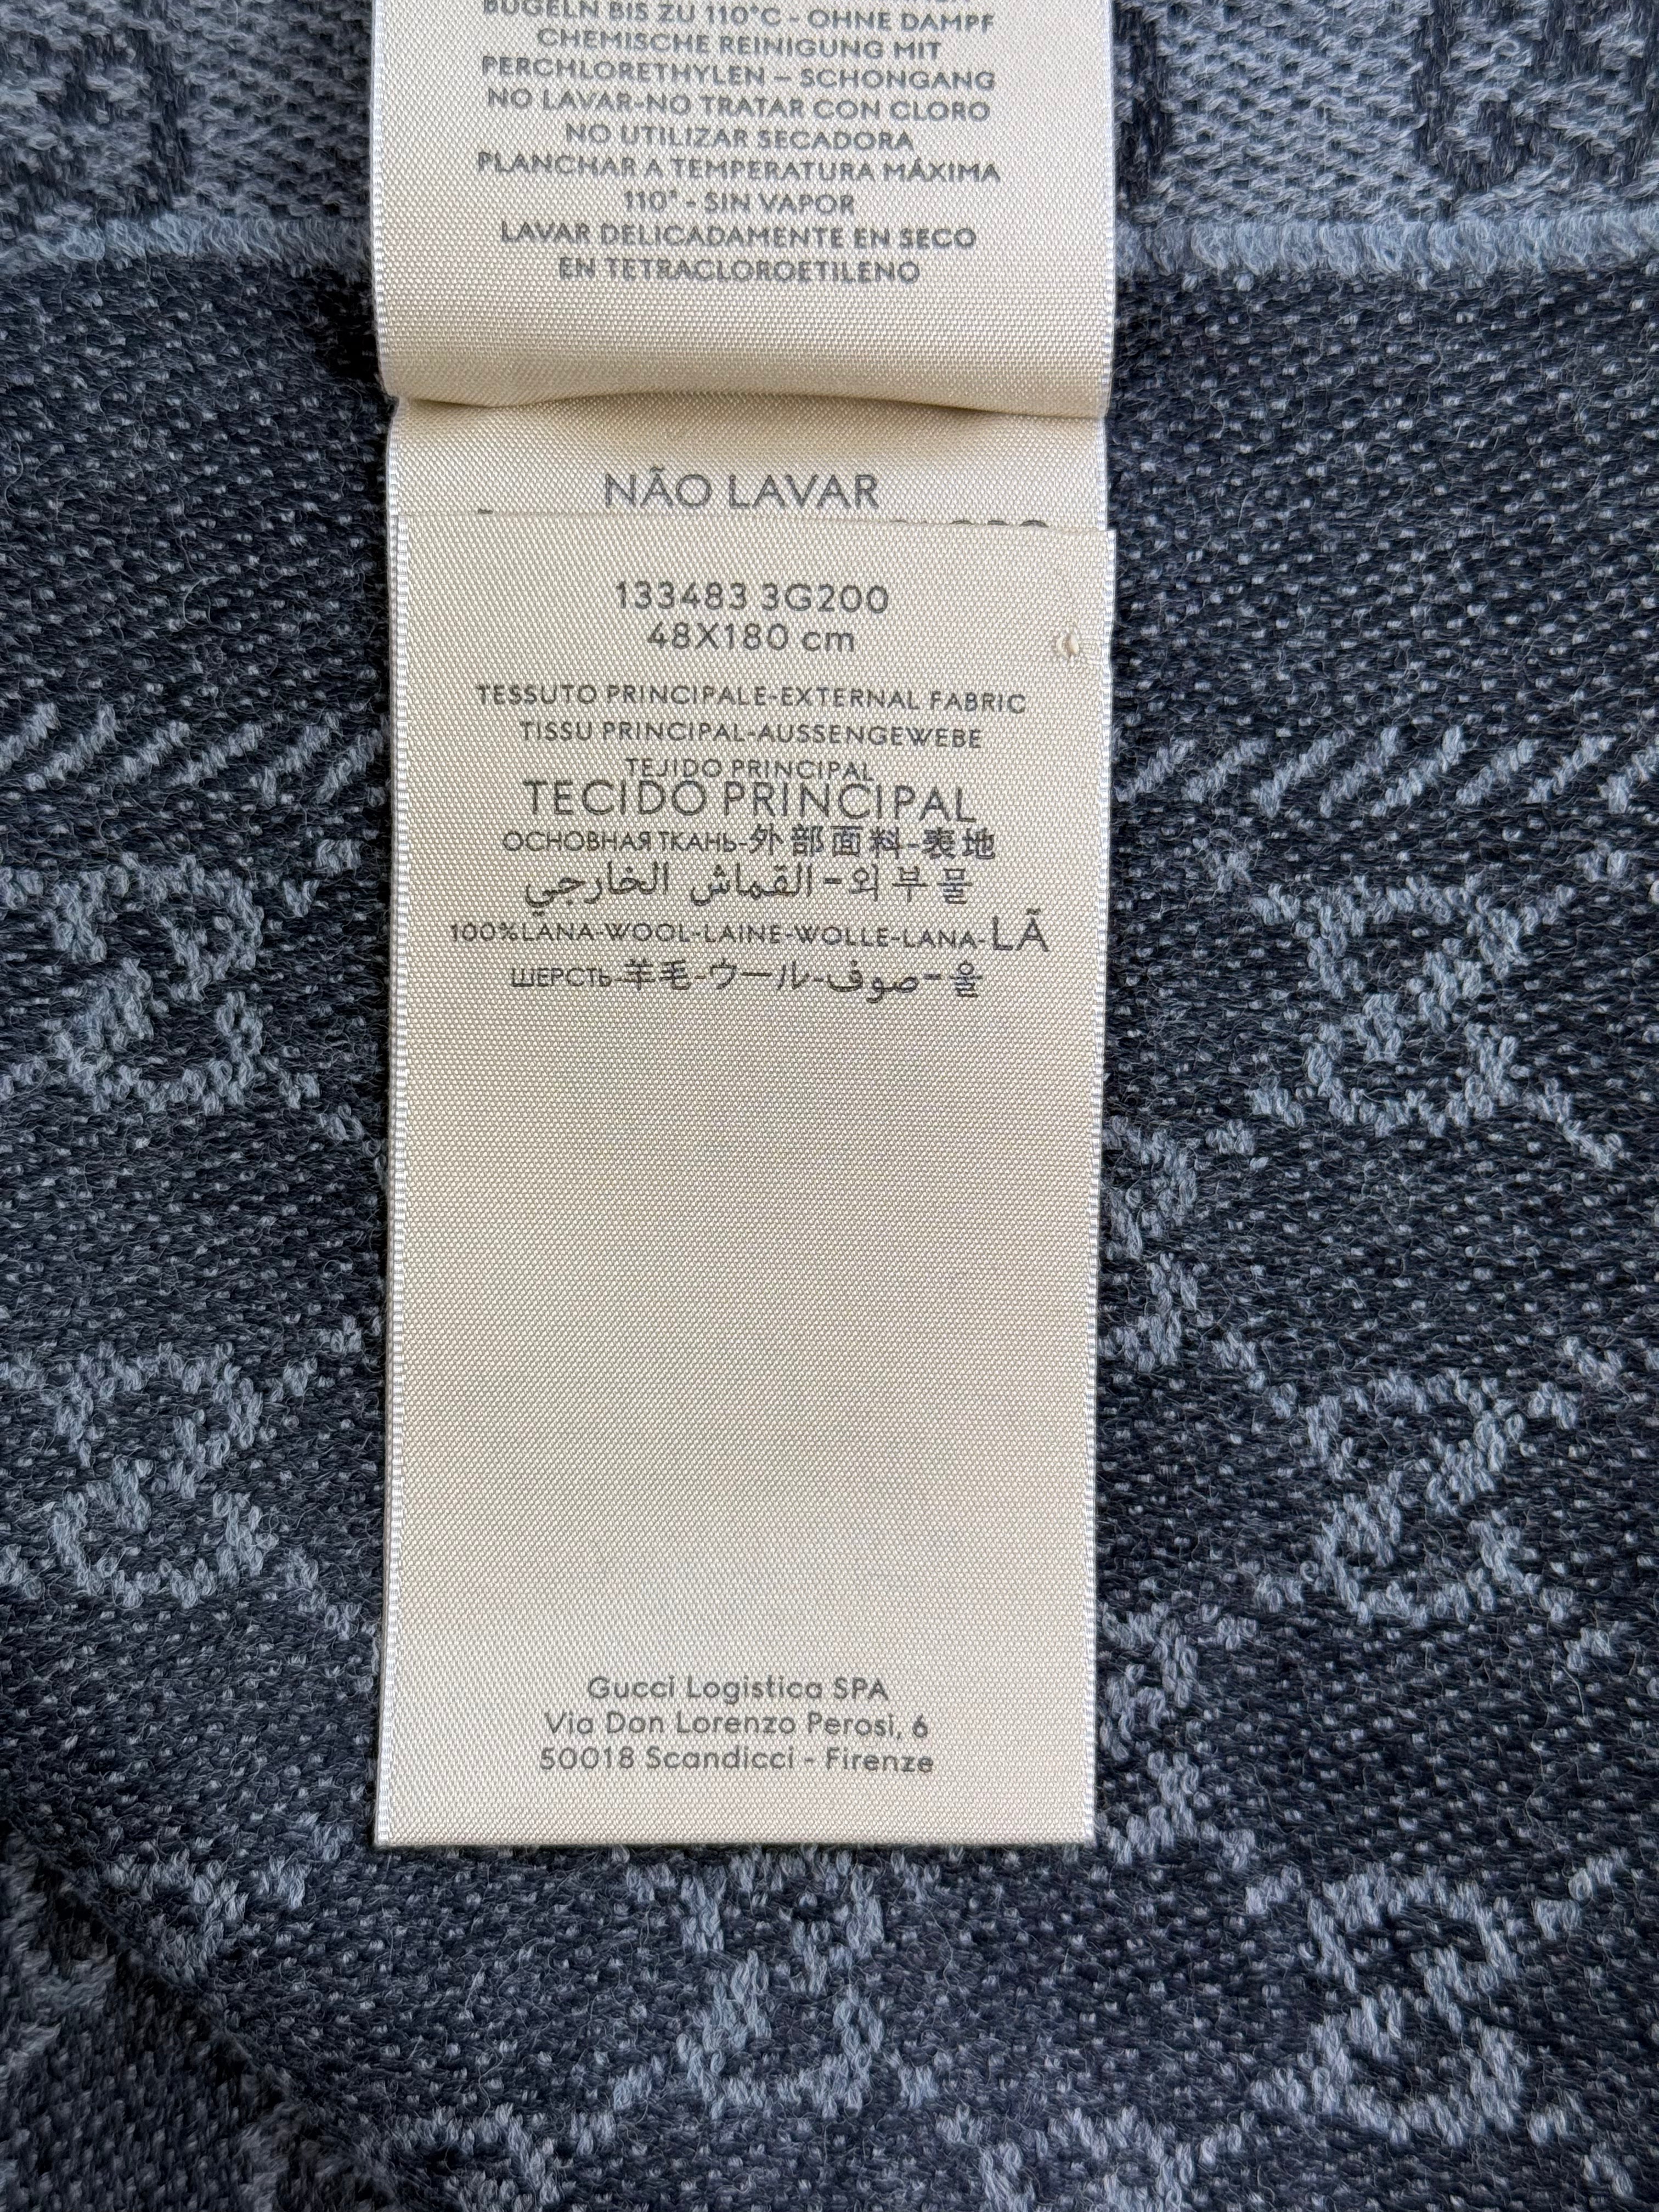 BÜGELN BIS ZU 110°C - OHNE DAMPF
CHEMISCHE REINIGUNG MIT
PERCHLORETHYLEN – SCHONGANG
NO LAVAR-NO TRATAR CON CLORO
NO UTILIZAR SECADORA
PLANCHAR A TEMPERATURA MÁXIMA
110° - SIN VAPOR
LAVAR DELICADAMENTE EN SECO
EN TETRACLOROETILENO
NÃO LAVAR
133483 3G200
48X180 cm
TESSUTO PRINCIPALE-EXTERNAL FABRIC
TISSU PRINCIPAL-AUSSENGEWEBE
TEJIDO PRINCIPAL
TECIDO PRINCIPAL
ОСНОВНАЯ ТКАНЬ-外部面料-表地
القماش الخارجي-외부물
100%LANA-WOOL-LAINE-WOLLE-LANA-LÃ
ШЕРСТЬ-羊毛-ウール-صوف-울
Gucci Logistica SPA
Via Don Lorenzo Perosi, 6
50018 Scandicci - Firenze